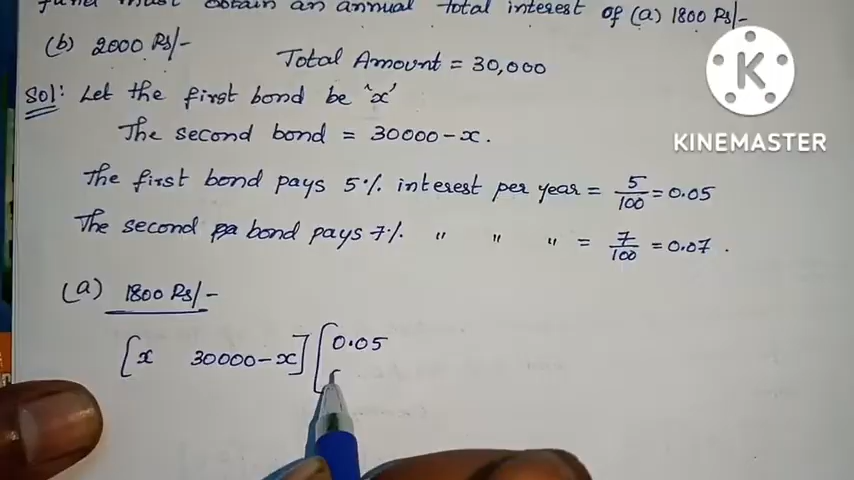 fund must obtain an annual total interest of (a) 1800 Rs/-
(b) 2000 Rs/-
Total Amount = 30,000
Sol: Let the first bond be 'x'
The second bond = 30000-x.
The first bond pays 5% interest per year = 5/100 = 0.05
The second bond pays 7% " " " = 7/100 = 0.07.
(a) 1800 Rs/-
[x 30000-x] [0.05
K
KINEMASTER